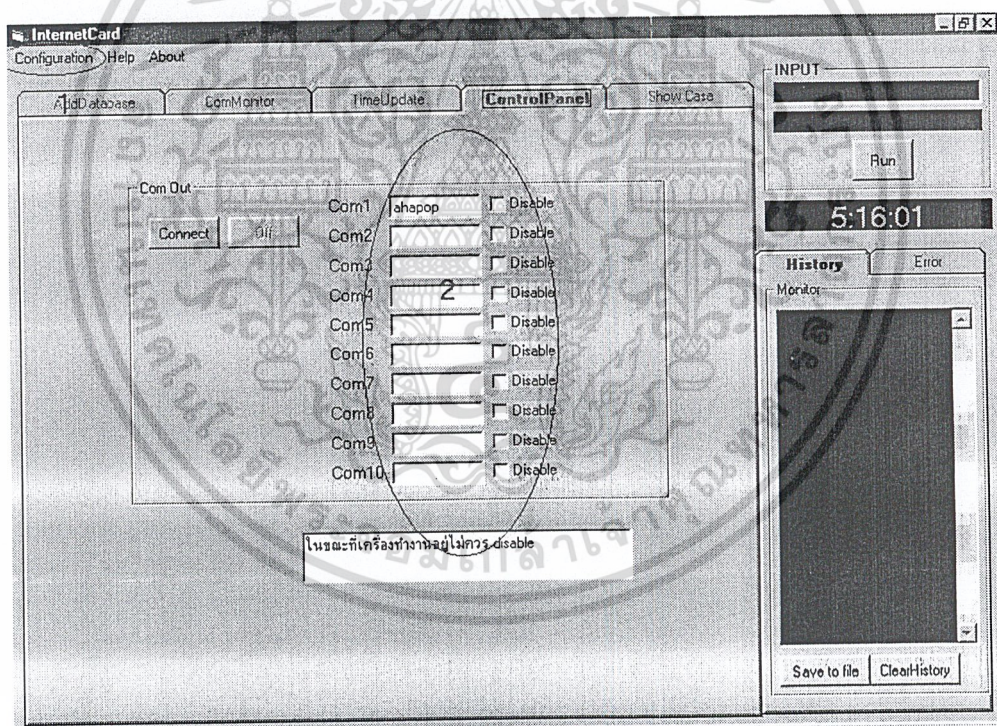 InternetCard
Configuration Help About
1
AddDatabase ComMonitor TimeUpdate ControlPanel Show Case
INPUT
Run
5:16:01
Com Out
Connect Off
Com1 ahapop Disable
Com2 Disable
Com3 Disable
Com4 2 Disable
Com5 Disable
Com6 Disable
Com7 Disable
Com8 Disable
Com9 Disable
Com10 Disable
ในขณะที่เครื่องทำงานอยู่ไม่ควร disable
History Error
Monitor
Save to file ClearHistory